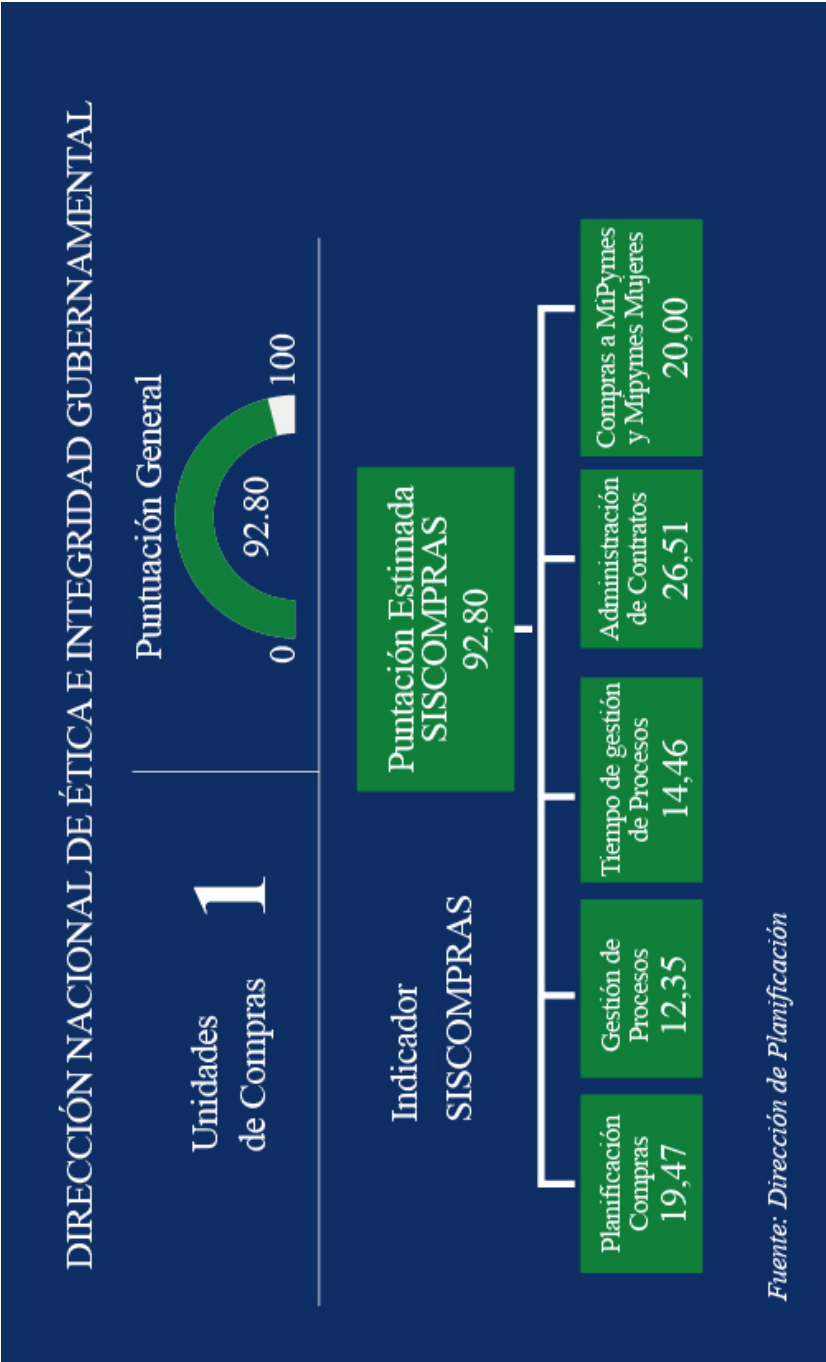 DIRECCIÓN NACIONAL DE ÉTICA E INTEGRIDAD GUBERNAMENTAL
Unidades
de Compras
1
Puntuación General
0
92.80
100
Indicador
SISCOMPRAS
Puntación Estimada
SISCOMPRAS
92,80
Planificación
Compras
19,47
Gestión de
Procesos
12,35
Tiempo de gestión
de Procesos
14,46
Administración
de Contratos
26,51
Compras a MiPymes
y Mipymes Mujeres
20,00
Fuente: Dirección de Planificación